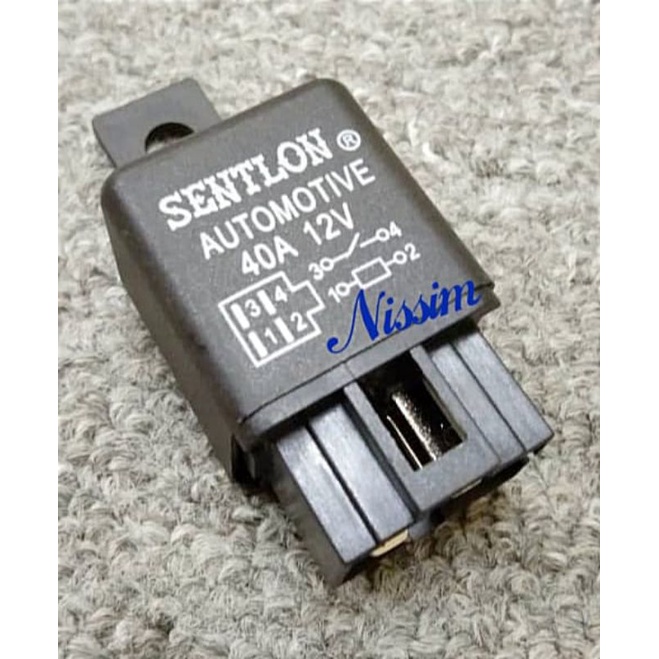 SENTLON ®
AUTOMOTIVE
40A 12V
3 4
1 2
3 4
1 2
Nissim